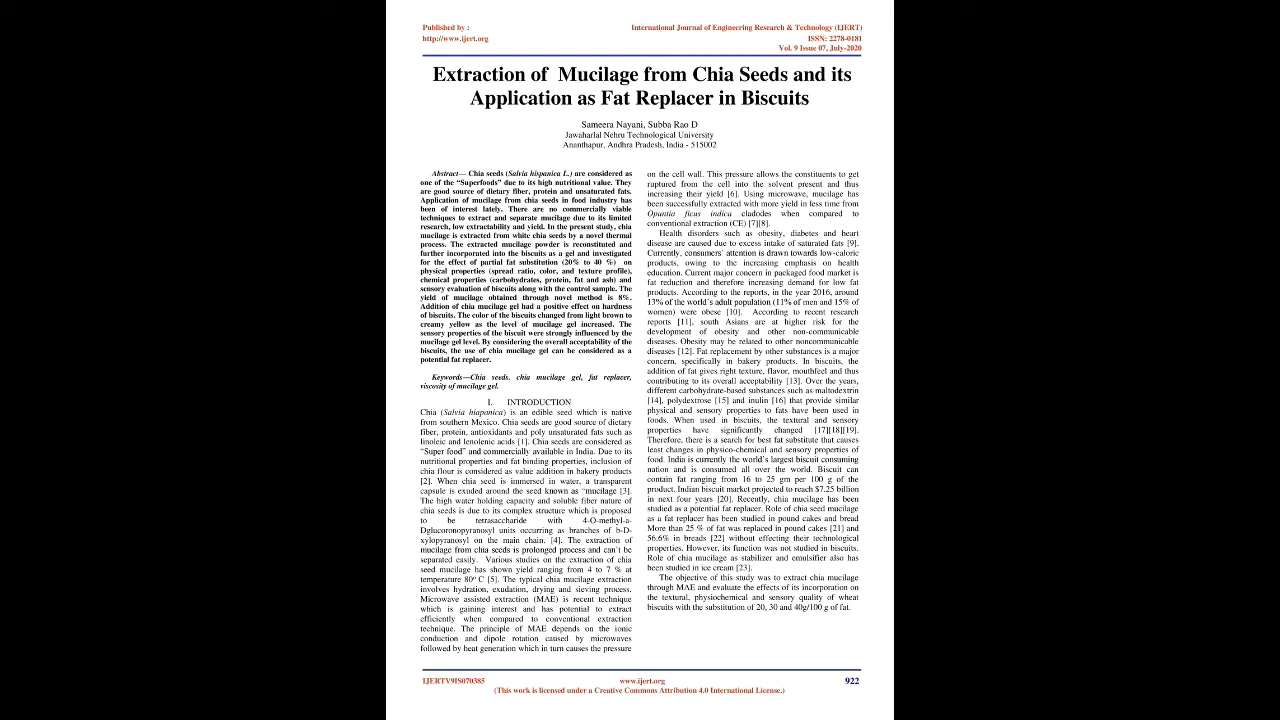 Published by :
International Journal of Engineering Research & Technology (IJERT)
http://www.ijert.org
ISSN: 2278-0181
Vol. 9 Issue 07, July-2020
Extraction of Mucilage from Chia Seeds and its
Application as Fat Replacer in Biscuits
Sameera Nayani, Subba Rao D
Jawaharlal Nehru Technological University
Ananthapur, Andhra Pradesh, India - 515002
Abstract— Chia seeds (Salvia hispanica L.) are considered as
one of the “Superfoods” due to its high nutritional value. They
are good source of dietary fiber, protein and unsaturated fats.
Application of mucilage from chia seeds in food industry has
been of interest lately. There are no commercially viable
techniques to extract and separate mucilage due to its limited
research, low extractability and yield. In the present study, chia
mucilage is extracted from white chia seeds by a novel thermal
process. The extracted mucilage powder is reconstituted and
further incorporated into the biscuits as a gel and investigated
for the effect of partial fat substitution (20% to 40 %) on
physical properties (spread ratio, color, and texture profile),
chemical properties (carbohydrates, protein, fat and ash) and
sensory evaluation of biscuits along with the control sample. The
yield of mucilage obtained through novel method is 8%.
Addition of chia mucilage gel had a positive effect on hardness
of biscuits. The color of the biscuits changed from light brown to
creamy yellow as the level of mucilage gel increased. The
sensory properties of the biscuit were strongly influenced by the
mucilage gel level. By considering the overall acceptability of the
biscuits, the use of chia mucilage gel can be considered as a
potential fat replacer.
Keywords—Chia seeds. chia mucilage gel, fat replacer,
riscosity of mucilage gel.
I. INTRODUCTION
Chia (Salvia hiapanica) is an edible seed which is native
from southern Mexico. Chia seeds are good source of dietary
fiber, protein, antioxidants and poly unsaturated fats such as
linoleic and lenolenic acids [1]. Chia seeds are considered as
“Super food” and commercially available in India. Due to its
nutritional properties and fat binding properties, inclusion of
chia flour is considered as value addition in bakery products
[2]. When chia seed is immersed in water, a transparent
capsule is exuded around the seed known as “mucilage [3].
The high water holding capacity and soluble fiber nature of
chia seeds is due to its complex structure which is proposed
to be tetrasaccharide with 4-O-methyl-a-
Dglucoronopyranosyl units occurring as branches of b-D-
xylopyranosyl on the main chain. [4]. The extraction of
mucilage from chia seeds is prolonged process and can’t be
separated easily. Various studies on the extraction of chia
seed mucilage has shown yield ranging from 4 to 7 % at
temperature 80º C [5]. The typical chia mucilage extraction
involves hydration, exudation, drying and sieving process.
Microwave assisted extraction (MAE) is recent technique
which is gaining interest and has potential to extract
efficiently when compared to conventional extraction
technique. The principle of MAE depends on the ionic
conduction and dipole rotation caused by microwaves
followed by heat generation which in turn causes the pressure
on the cell wall. This pressure allows the constituents to get
ruptured from the cell into the solvent present and thus
increasing their yield [6]. Using microwave, mucilage has
been successfully extracted with more yield in less time from
Opuntia ficus indica cladodes when compared to
conventional extraction (CE) [7][8].
Health disorders such as obesity, diabetes and heart
disease are caused due to excess intake of saturated fats [9].
Currently, consumers’ attention is drawn towards low-caloric
products, owing to the increasing emphasis on health
education. Current major concern in packaged food market is
fat reduction and therefore increasing demand for low fat
products. According to the reports, in the year 2016, around
13% of the world’s adult population (11% of men and 15% of
women) were obese [10]. According to recent research
reports [11], south Asians are at higher risk for the
development of obesity and other non-communicable
diseases. Obesity may be related to other noncommunicable
diseases [12]. Fat replacement by other substances is a major
concern, specifically in bakery products. In biscuits, the
addition of fat gives right texture, flavor, mouthfeel and thus
contributing to its overall acceptability [13]. Over the years,
different carbohydrate-based substances such as maltodextrin
[14], polydextrose [15] and inulin [16] that provide similar
physical and sensory properties to fats have been used in
foods. When used in biscuits, the textural and sensory
properties have significantly changed [17][18][19].
Therefore, there is a search for best fat substitute that causes
least changes in physico-chemical and sensory properties of
food. India is currently the world’s largest biscuit consuming
nation and is consumed all over the world. Biscuit can
contain fat ranging from 16 to 25 gm per 100 g of the
product. Indian biscuit market projected to reach $7.25 billion
in next four years [20]. Recently, chia mucilage has been
studied as a potential fat replacer. Role of chia seed mucilage
as a fat replacer has been studied in pound cakes and bread
More than 25 % of fat was replaced in pound cakes [21] and
56.6% in breads [22] without effecting their technological
properties. However, its function was not studied in biscuits.
Role of chia mucilage as stabilizer and emulsifier also has
been studied in ice cream [23].
The objective of this study was to extract chia mucilage
through MAE and evaluate the effects of its incorporation on
the textural, physiochemical and sensory quality of wheat
biscuits with the substitution of 20, 30 and 40g/100 g of fat.
IJERTV9IS070385
www.ijert.org
922
(This work is licensed under a Creative Commons Attribution 4.0 International License.)